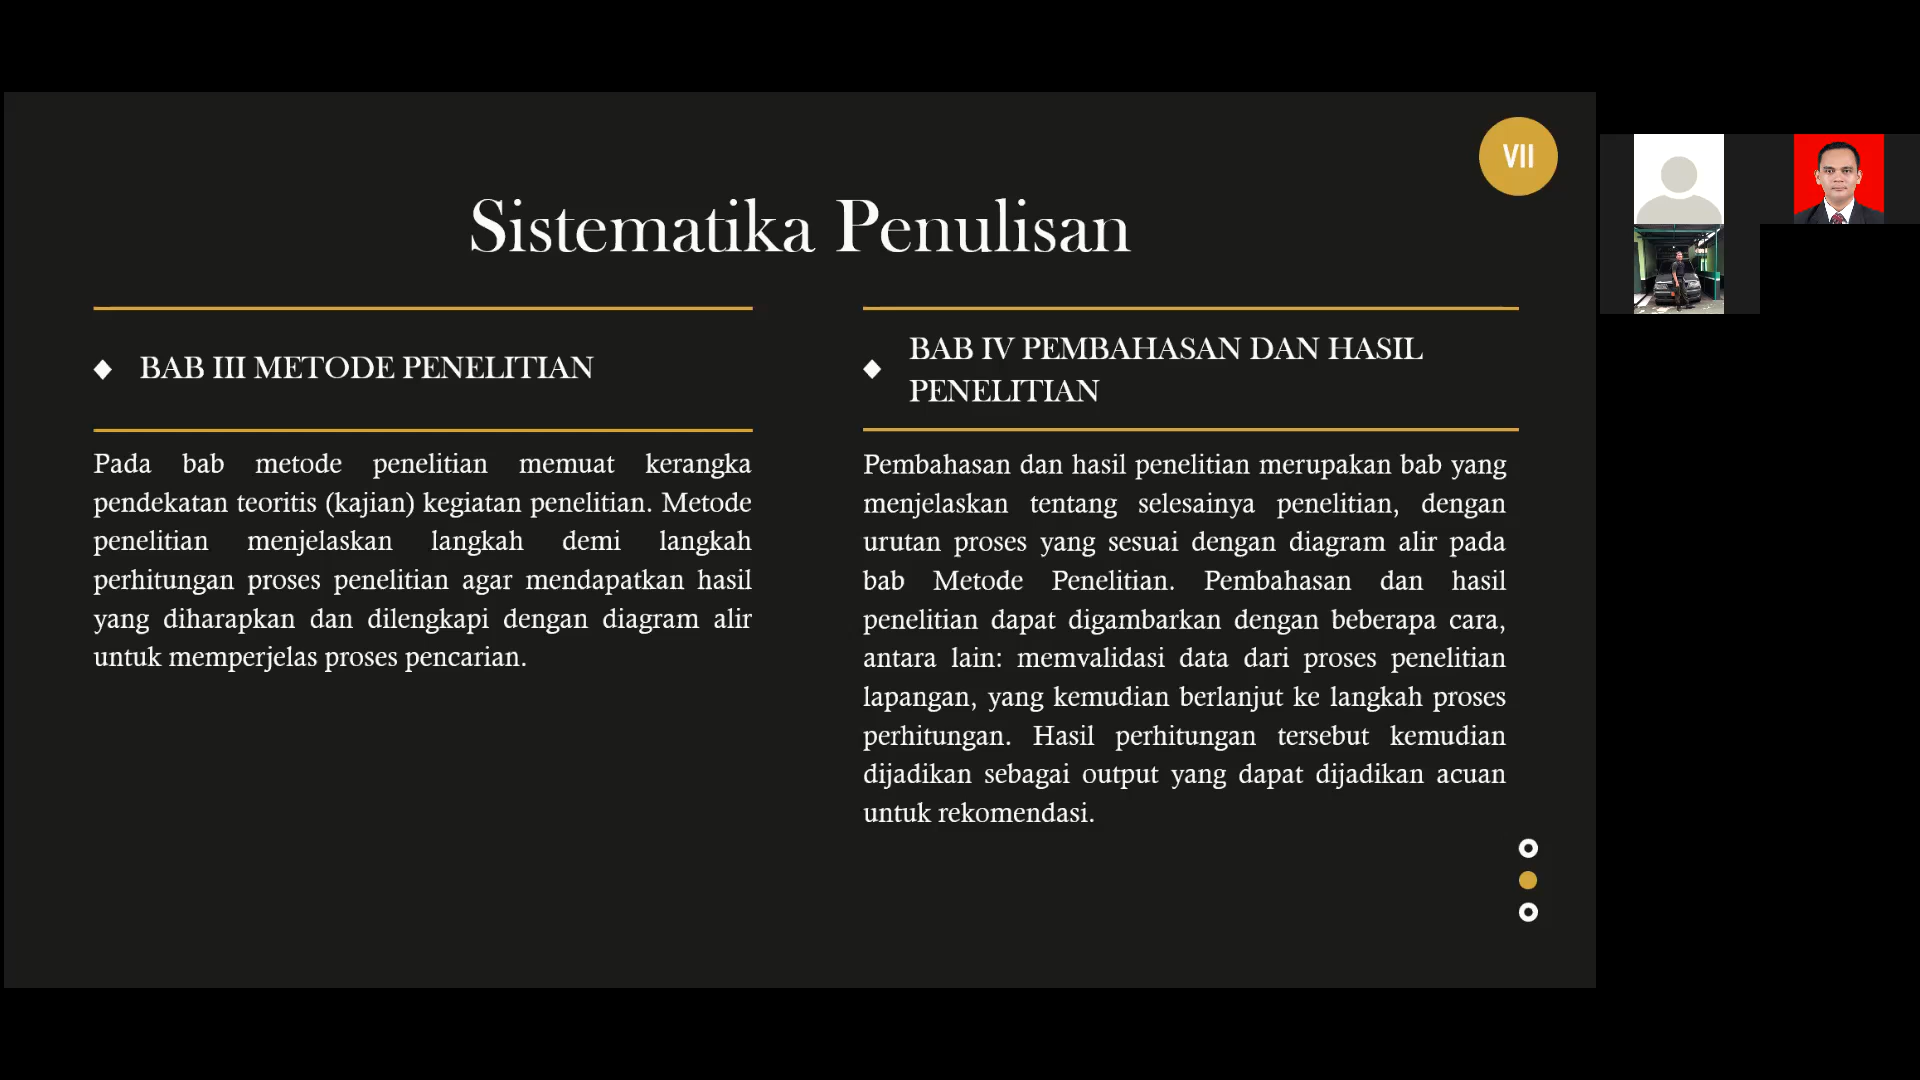 VII
Sistematika Penulisan
BAB III METODE PENELITIAN
Pada bab metode penelitian memuat kerangka
pendekatan teoritis (kajian) kegiatan penelitian. Metode
penelitian menjelaskan langkah demi langkah
perhitungan proses penelitian agar mendapatkan hasil
yang diharapkan dan dilengkapi dengan diagram alir
untuk memperjelas proses pencarian.
BAB IV PEMBAHASAN DAN HASIL
PENELITIAN
Pembahasan dan hasil penelitian merupakan bab yang
menjelaskan tentang selesainya penelitian, dengan
urutan proses yang sesuai dengan diagram alir pada
bab Metode Penelitian. Pembahasan dan hasil
penelitian dapat digambarkan dengan beberapa cara,
antara lain: memvalidasi data dari proses penelitian
lapangan, yang kemudian berlanjut ke langkah proses
perhitungan. Hasil perhitungan tersebut kemudian
dijadikan sebagai output yang dapat dijadikan acuan
untuk rekomendasi.